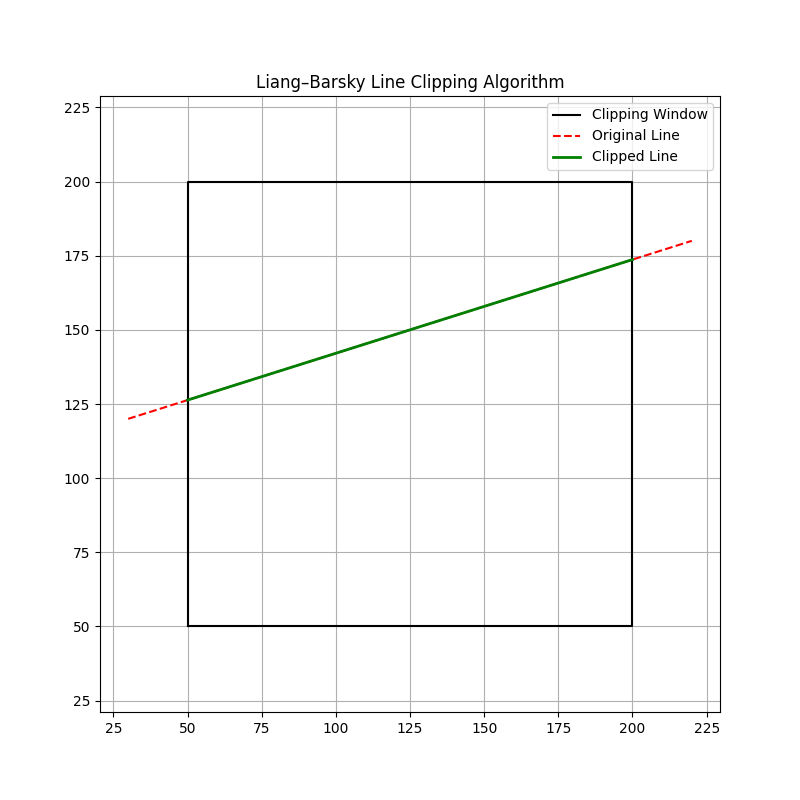 Liang–Barsky Line Clipping Algorithm
Clipping Window
Original Line
Clipped Line
225
200
175
150
125
100
75
50
25
25 50 75 100 125 150 175 200 225